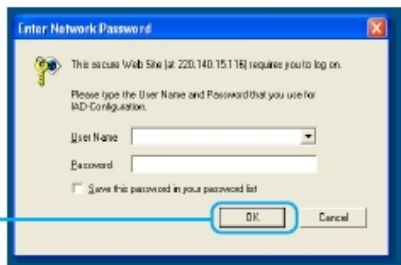 Enter Network Password
This secure Web Site (at 220.140.15.116) requires you to log on.
Please type the User Name and Password that you use for
IAD-Configuration.
User Name
Password
Save this password in your password list
OK
Cancel